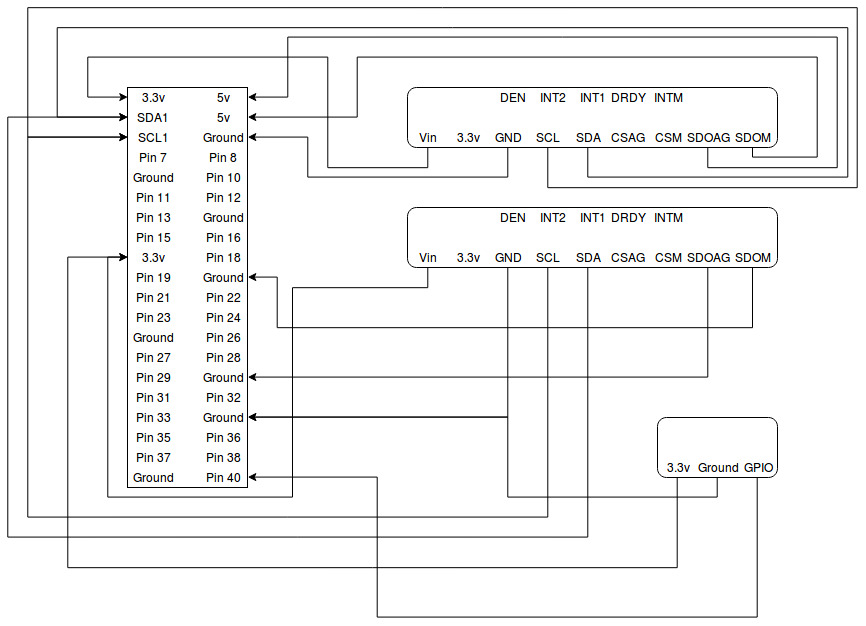 3.3v 5v
SDA1 5v
SCL1 Ground
Pin 7 Pin 8
Ground Pin 10
Pin 11 Pin 12
Pin 13 Ground
Pin 15 Pin 16
3.3v Pin 18
Pin 19 Ground
Pin 21 Pin 22
Pin 23 Pin 24
Ground Pin 26
Pin 27 Pin 28
Pin 29 Ground
Pin 31 Pin 32
Pin 33 Ground
Pin 35 Pin 36
Pin 37 Pin 38
Ground Pin 40
DEN INT2 INT1 DRDY INTM
Vin 3.3v GND SCL SDA CSAG CSM SDOAG SDOM
DEN INT2 INT1 DRDY INTM
Vin 3.3v GND SCL SDA CSAG CSM SDOAG SDOM
3.3v Ground GPIO